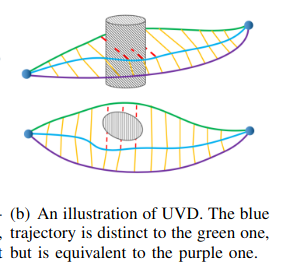 (b) An illustration of UVD. The blue
trajectory is distinct to the green one,
but is equivalent to the purple one.